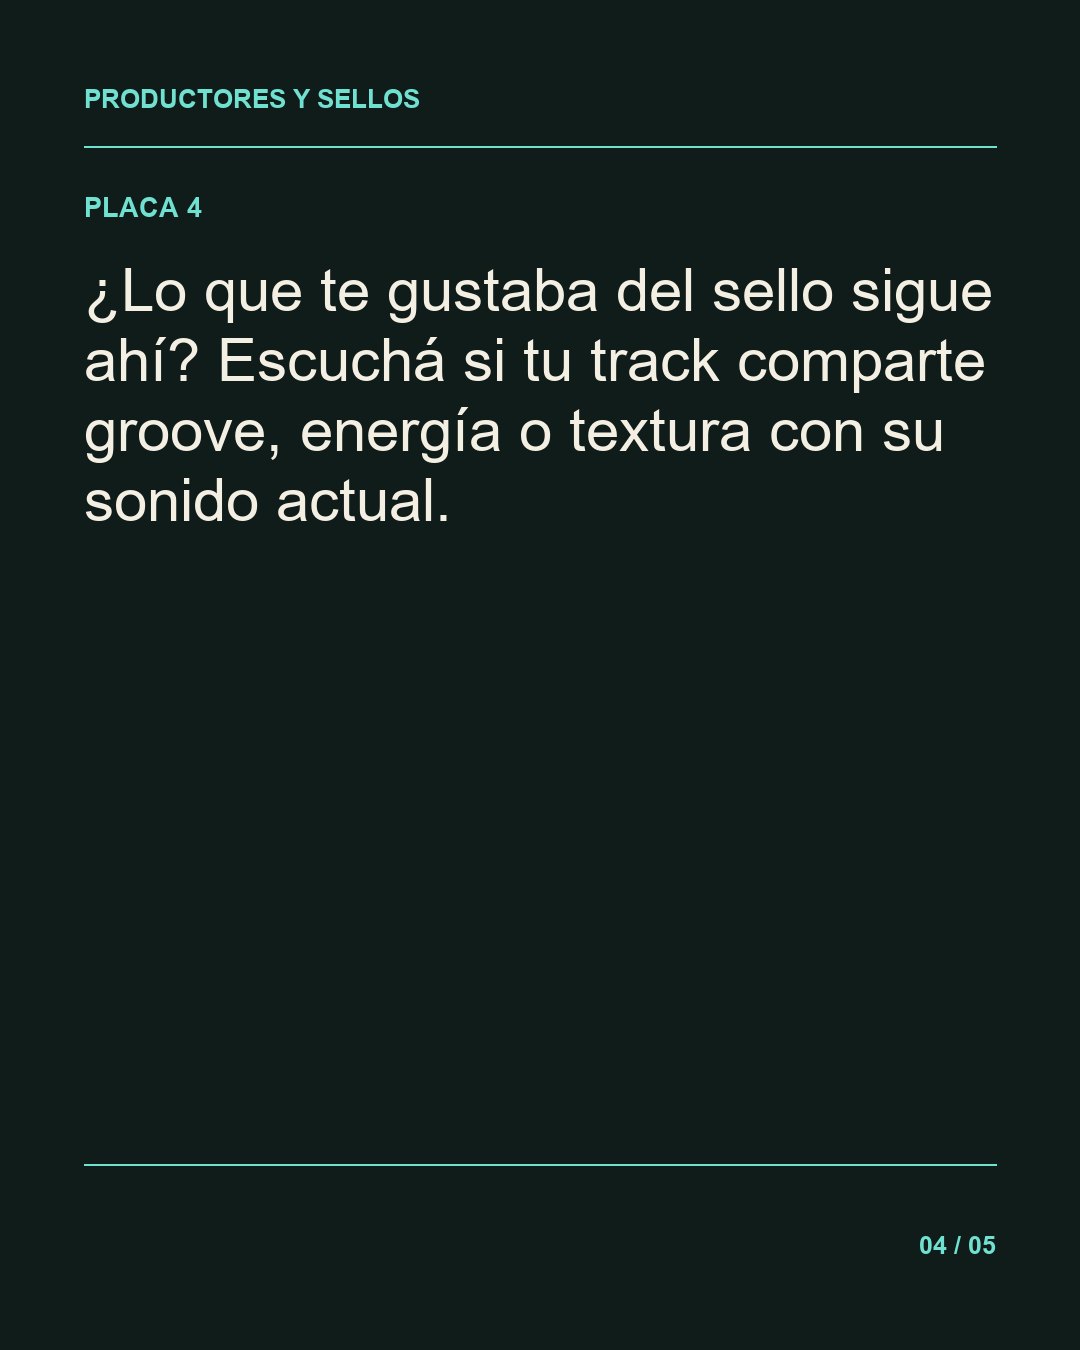 PRODUCTORES Y SELLOS
PLACA 4
¿Lo que te gustaba del sello sigue
ahí? Escuchá si tu track comparte
groove, energía o textura con su
sonido actual.
04 / 05